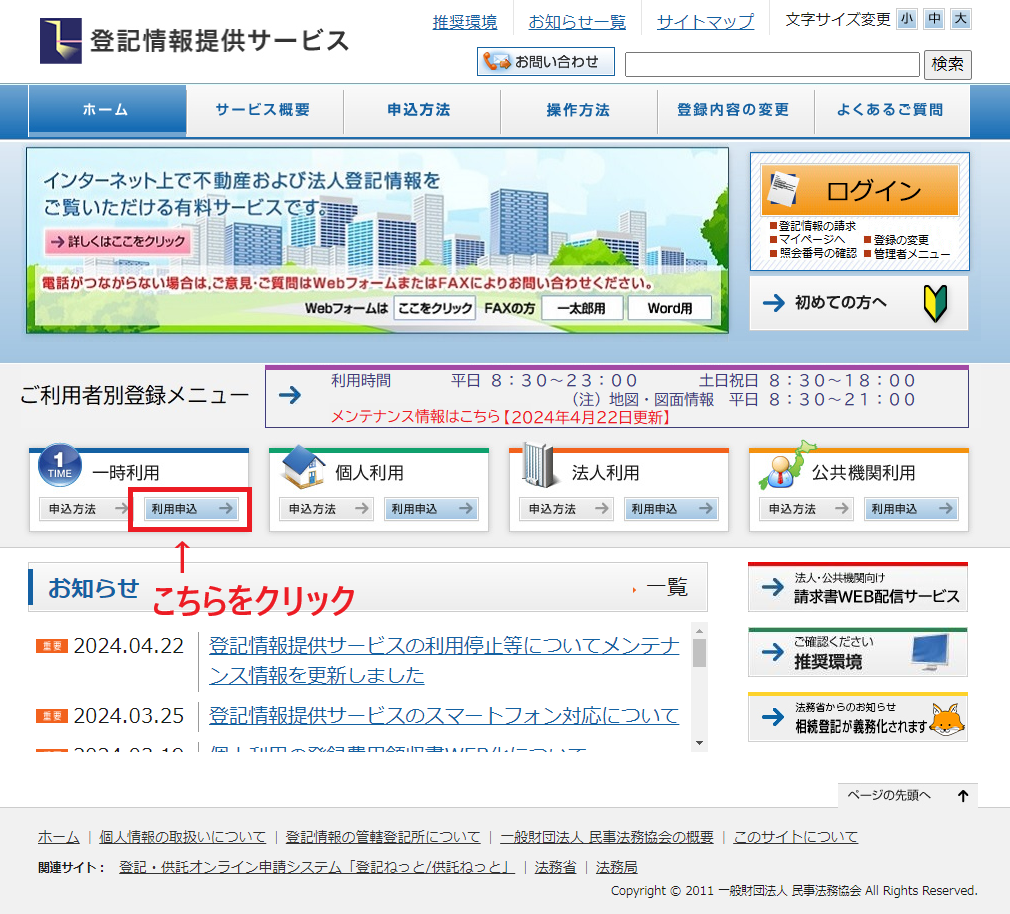 登記情報提供サービス
推奨環境
お知らせ一覧
サイトマップ
文字サイズ変更 小 中 大
お問い合わせ
検索
ホーム
サービス概要
申込方法
操作方法
登録内容の変更
よくあるご質問
インターネット上で不動産および法人登記情報を
ご覧いただける有料サービスです。
詳しくはここをクリック
電話がつながらない場合は、ご意見・ご質問はWebフォームまたはFAXによりお問い合わせください。
Webフォームは ここをクリック FAXの方 一太郎用 Word用
ログイン
■登記情報の請求
■マイページへ ■登録の変更
■照会番号の確認 ■管理者メニュー
初めての方へ
ご利用者別登録メニュー
利用時間 平日 8：30～23：00 土日祝日 8：30～18：00
（注）地図・図面情報 平日 8：30～21：00
メンテナンス情報はこちら【2024年4月22日更新】
1 TIME 一時利用
申込方法 利用申込
個人利用
申込方法 利用申込
法人利用
申込方法 利用申込
公共機関利用
申込方法 利用申込
こちらをクリック
お知らせ
一覧
重要 2024.04.22 登記情報提供サービスの利用停止等についてメンテナ
ンス情報を更新しました
重要 2024.03.25 登記情報提供サービスのスマートフォン対応について
法人・公共機関向け
請求書WEB配信サービス
ご確認ください
推奨環境
法務省からのお知らせ
相続登記が義務化されます
ページの先頭へ
ホーム | 個人情報の取扱いについて | 登記情報の管轄登記所について | 一般財団法人 民事法務協会の概要 | このサイトについて
関連サイト： 登記・供託オンライン申請システム「登記ねっと/供託ねっと」 | 法務省 | 法務局
Copyright © 2011 一般財団法人 民事法務協会 All Rights Reserved.